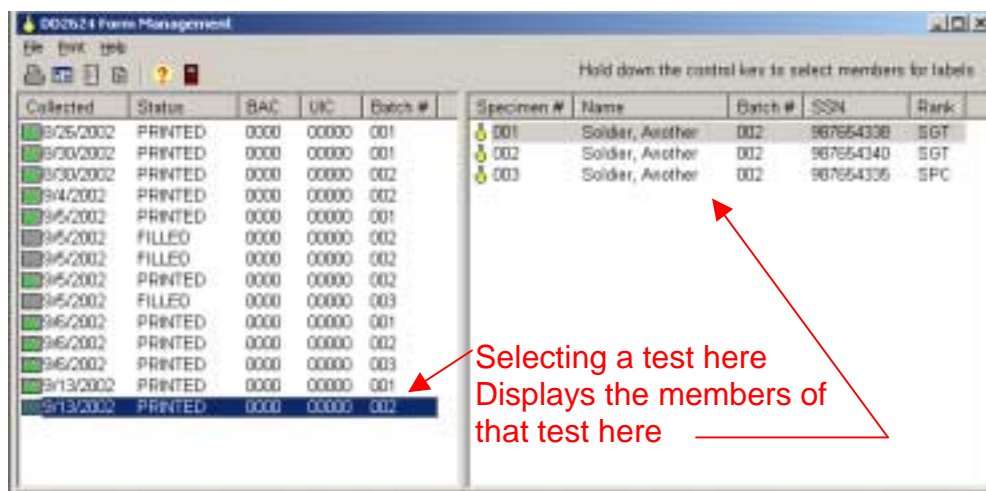 DD2624 Form Management
File Print Help
Hold down the control key to select members for labels
Collected Status BAC UIC Batch #
8/26/2002 PRINTED 0000 00000 001
8/30/2002 PRINTED 0000 00000 001
8/30/2002 PRINTED 0000 00000 002
9/4/2002 PRINTED 0000 00000 002
9/5/2002 PRINTED 0000 00000 001
9/5/2002 FILLED 0000 00000 002
9/5/2002 FILLED 0000 00000 002
9/5/2002 PRINTED 0000 00000 002
9/5/2002 FILLED 0000 00000 003
9/6/2002 PRINTED 0000 00000 001
9/6/2002 PRINTED 0000 00000 002
9/6/2002 PRINTED 0000 00000 003
9/13/2002 PRINTED 0000 00000 001
9/13/2002 PRINTED 0000 00000 002
Specimen # Name Batch # SSN Rank
001 Soldier, Another 002 987654338 SGT
002 Soldier, Another 002 987654340 SGT
003 Soldier, Another 002 987654335 SPC
Selecting a test here
Displays the members of
that test here